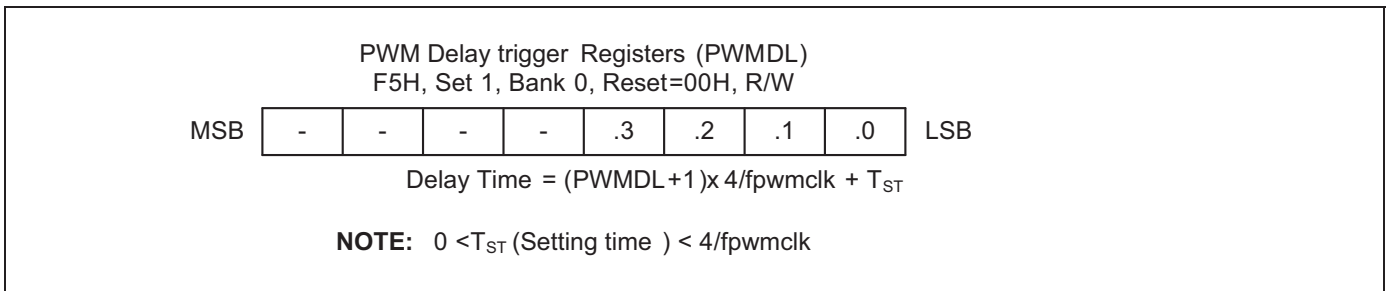 PWM Delay trigger Registers (PWMDL)
F5H, Set 1, Bank 0, Reset=00H, R/W
MSB - - - - .3 .2 .1 .0 LSB
Delay Time = (PWMDL+1)x 4/fpwmclk + TST
NOTE: 0 <TST (Setting time ) < 4/fpwmclk